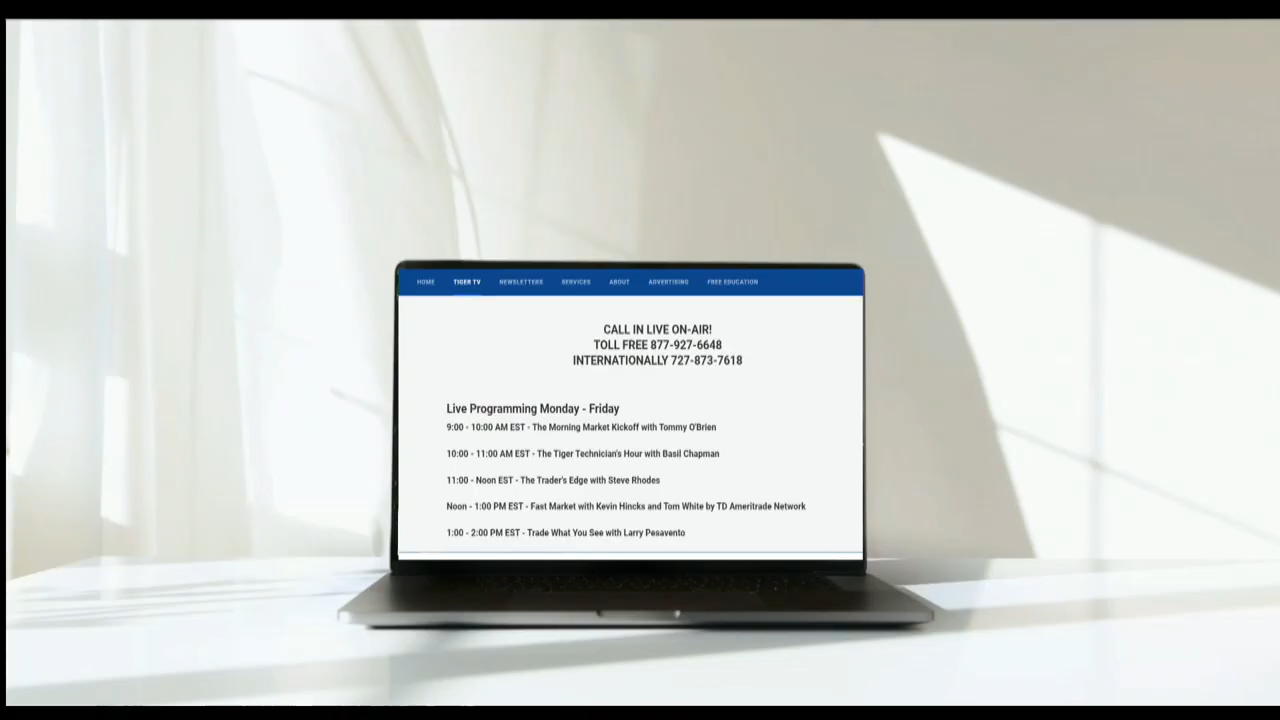 HOME TIGER TV NEWSLETTERS SERVICES ABOUT ADVERTISING FREE EDUCATION
CALL IN LIVE ON-AIR!
TOLL FREE 877-927-6648
INTERNATIONALLY 727-873-7618
Live Programming Monday - Friday
9:00 - 10:00 AM EST - The Morning Market Kickoff with Tommy O'Brien
10:00 - 11:00 AM EST - The Tiger Technician's Hour with Basil Chapman
11:00 - Noon EST - The Trader's Edge with Steve Rhodes
Noon - 1:00 PM EST - Fast Market with Kevin Hincks and Tom White by TD Ameritrade Network
1:00 - 2:00 PM EST - Trade What You See with Larry Pesavento